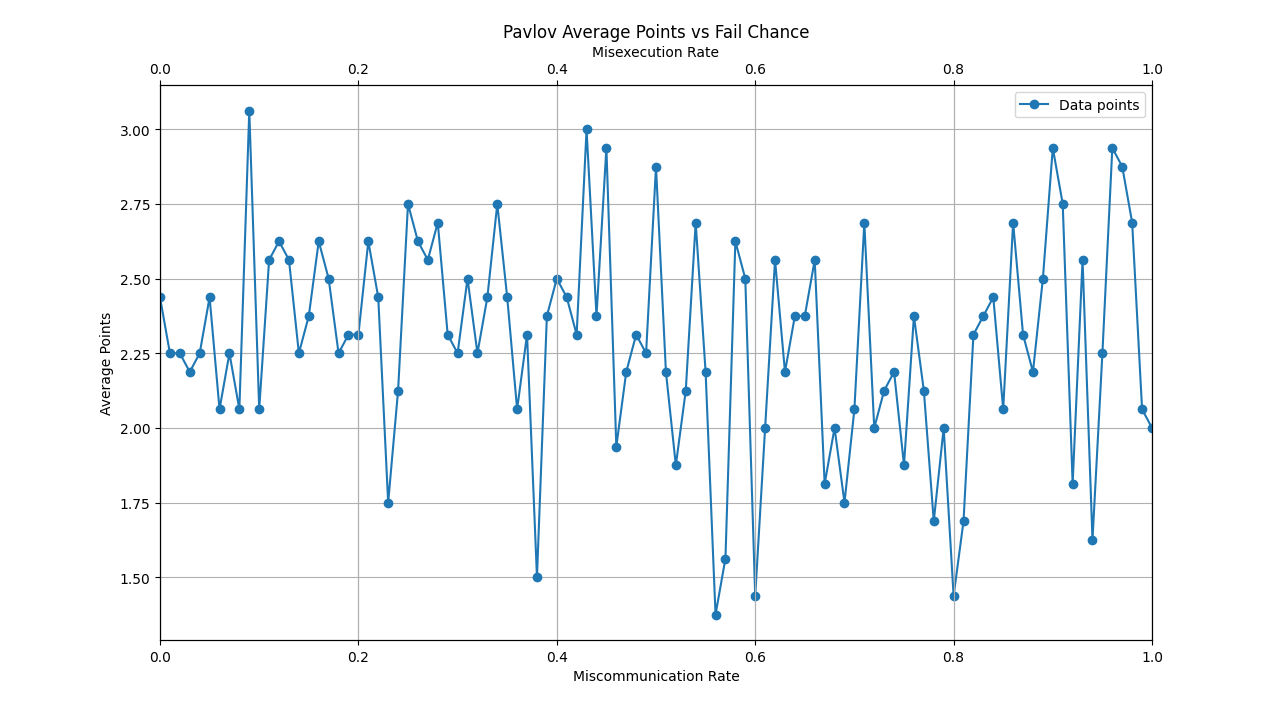 Pavlov Average Points vs Fail Chance
Misexecution Rate
0.0 0.2 0.4 0.6 0.8 1.0
Data points
3.00
2.75
2.50
2.25
2.00
1.75
1.50
Average Points
0.0 0.2 0.4 0.6 0.8 1.0
Miscommunication Rate